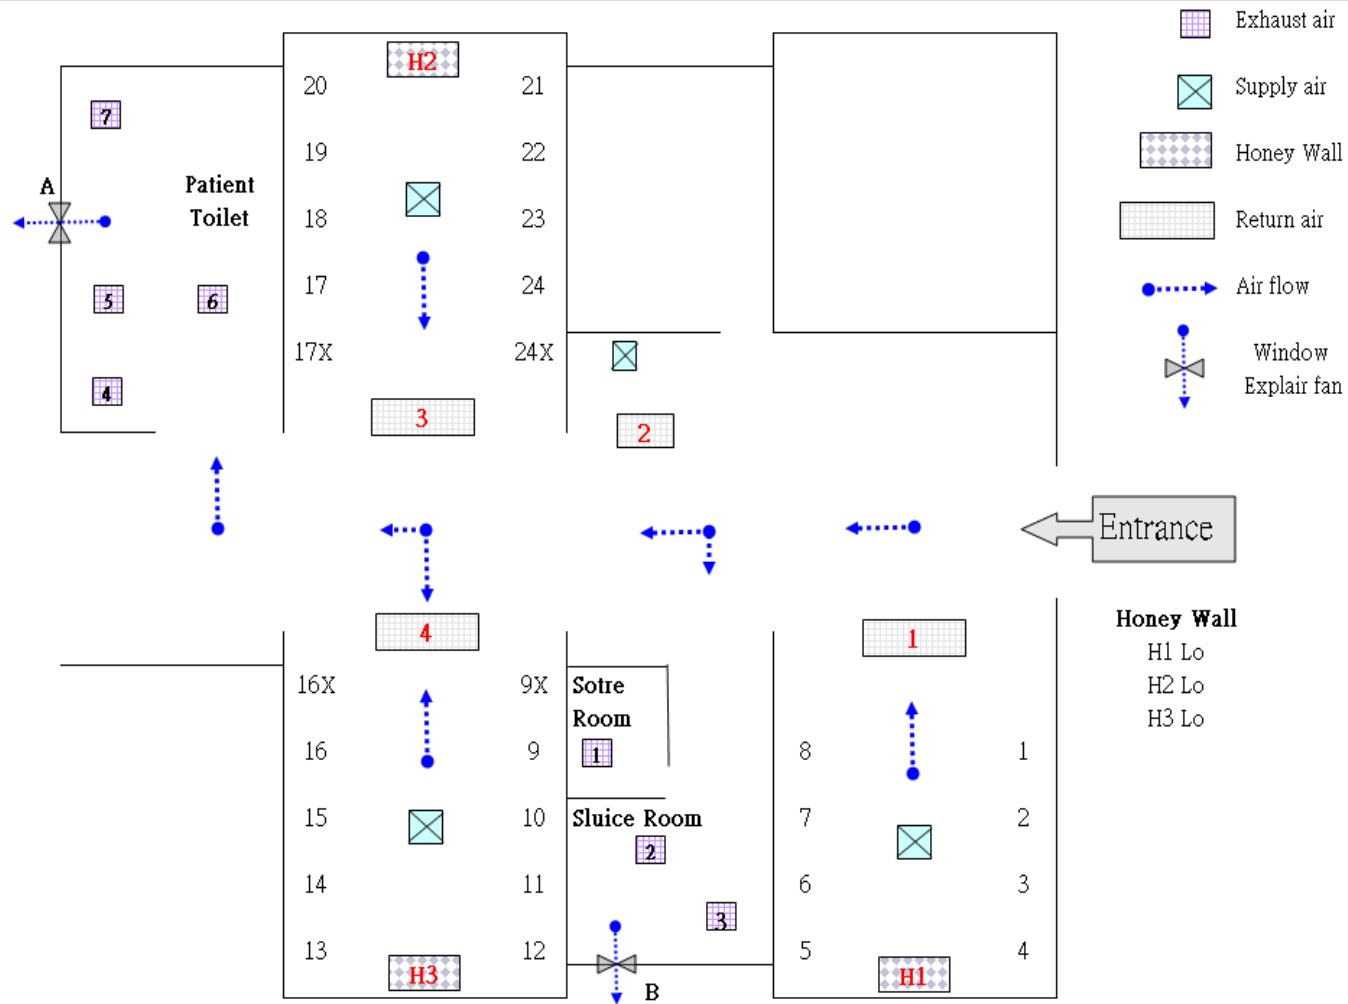 Exhaust air
Supply air
Honey Wall
Return air
Air flow
Window
Explair fan
H2
20
21
7
19
22
A
Patient
Toilet
18
23
17
24
5
6
17X
24X
4
3
2
Entrance
4
1
Honey Wall
H1 Lo
H2 Lo
H3 Lo
16X
9X
Sotre
Room
16
9
1
8
1
15
10
Sluice Room
7
2
2
14
11
6
3
3
13
12
5
4
H3
H1
B